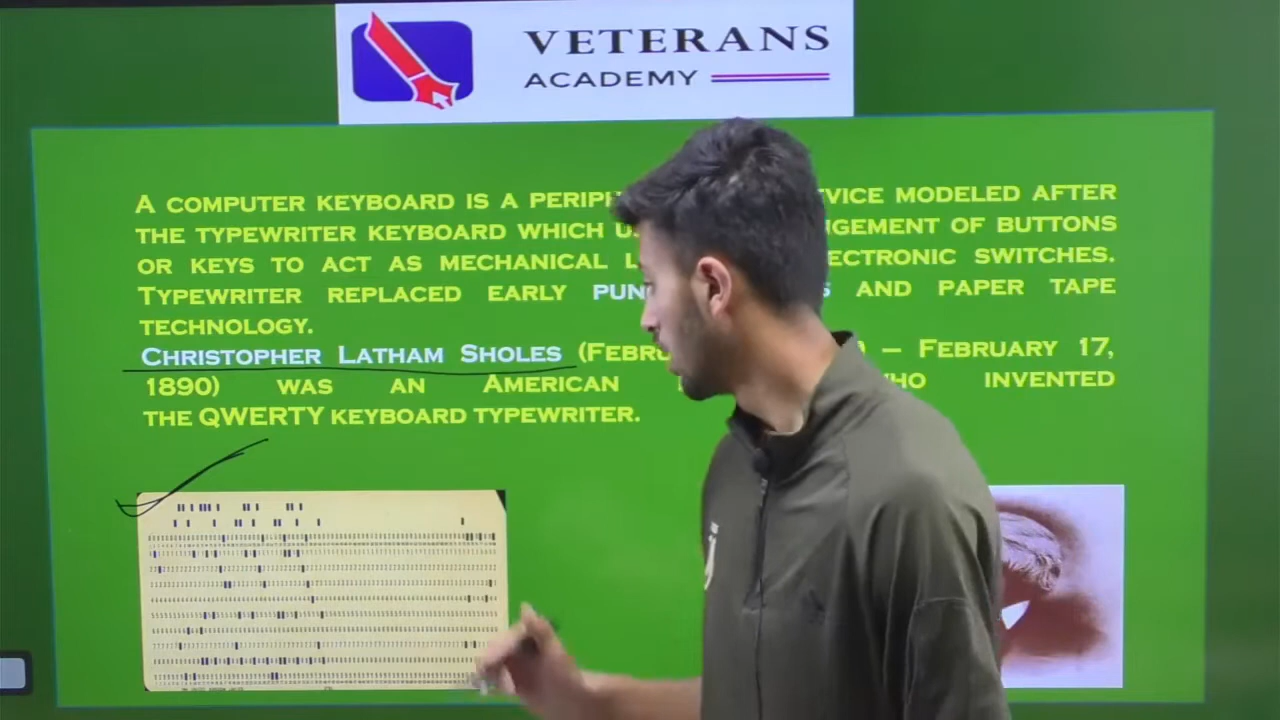 VETERANS
ACADEMY
A COMPUTER KEYBOARD IS A PERIPH VICE MODELED AFTER
THE TYPEWRITER KEYBOARD WHICH U GEMENT OF BUTTONS
OR KEYS TO ACT AS MECHANICAL L ECTRONIC SWITCHES.
TYPEWRITER REPLACED EARLY PUN S AND PAPER TAPE
TECHNOLOGY.
CHRISTOPHER LATHAM SHOLES (FEBRU – FEBRUARY 17,
1890) WAS AN AMERICAN HO INVENTED
THE QWERTY KEYBOARD TYPEWRITER.